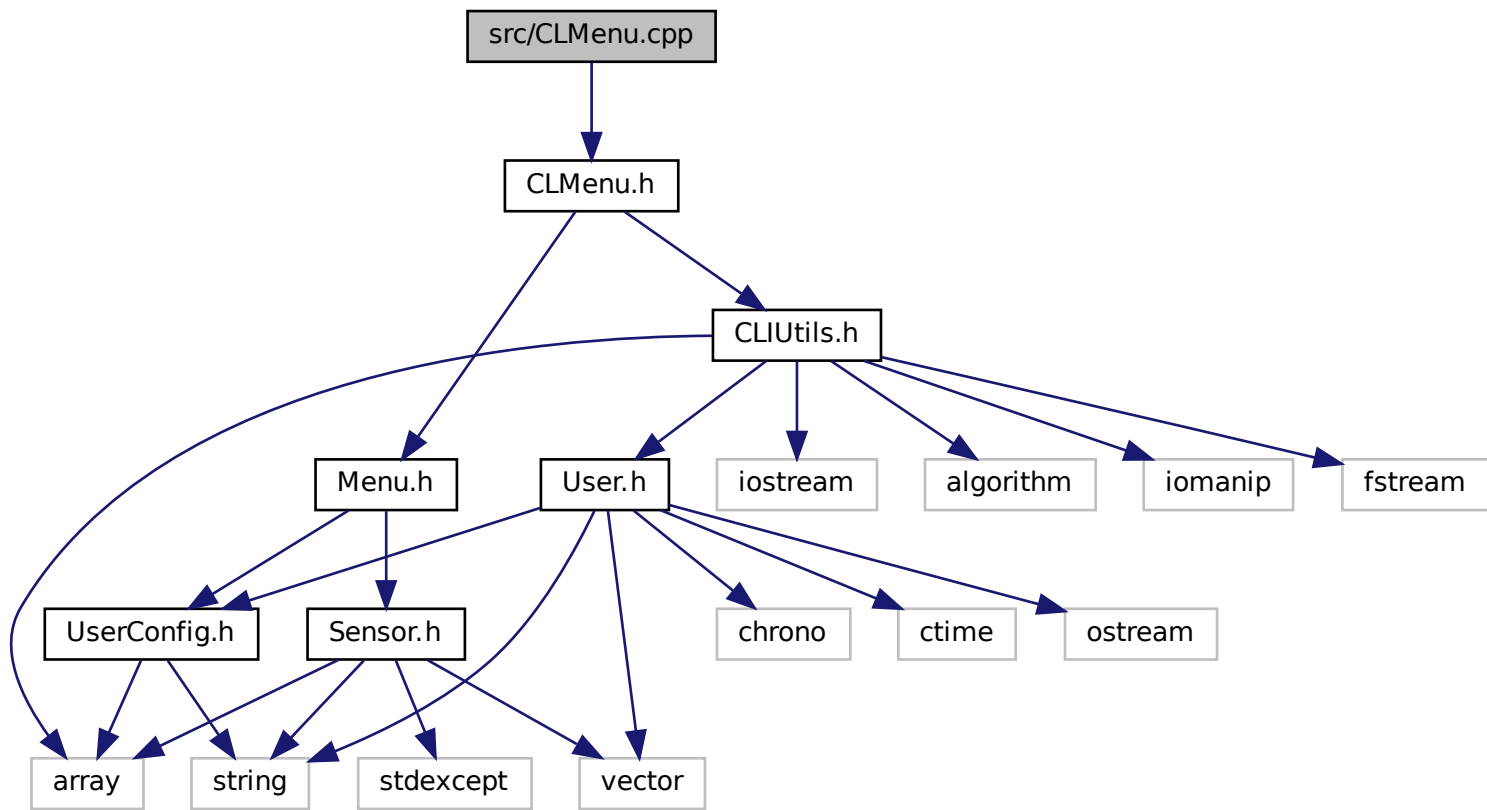 src/CLMenu.cpp
CLMenu.h
CLIUtils.h
Menu.h
User.h
iostream
algorithm
iomanip
fstream
UserConfig.h
Sensor.h
chrono
ctime
ostream
array
string
stdexcept
vector